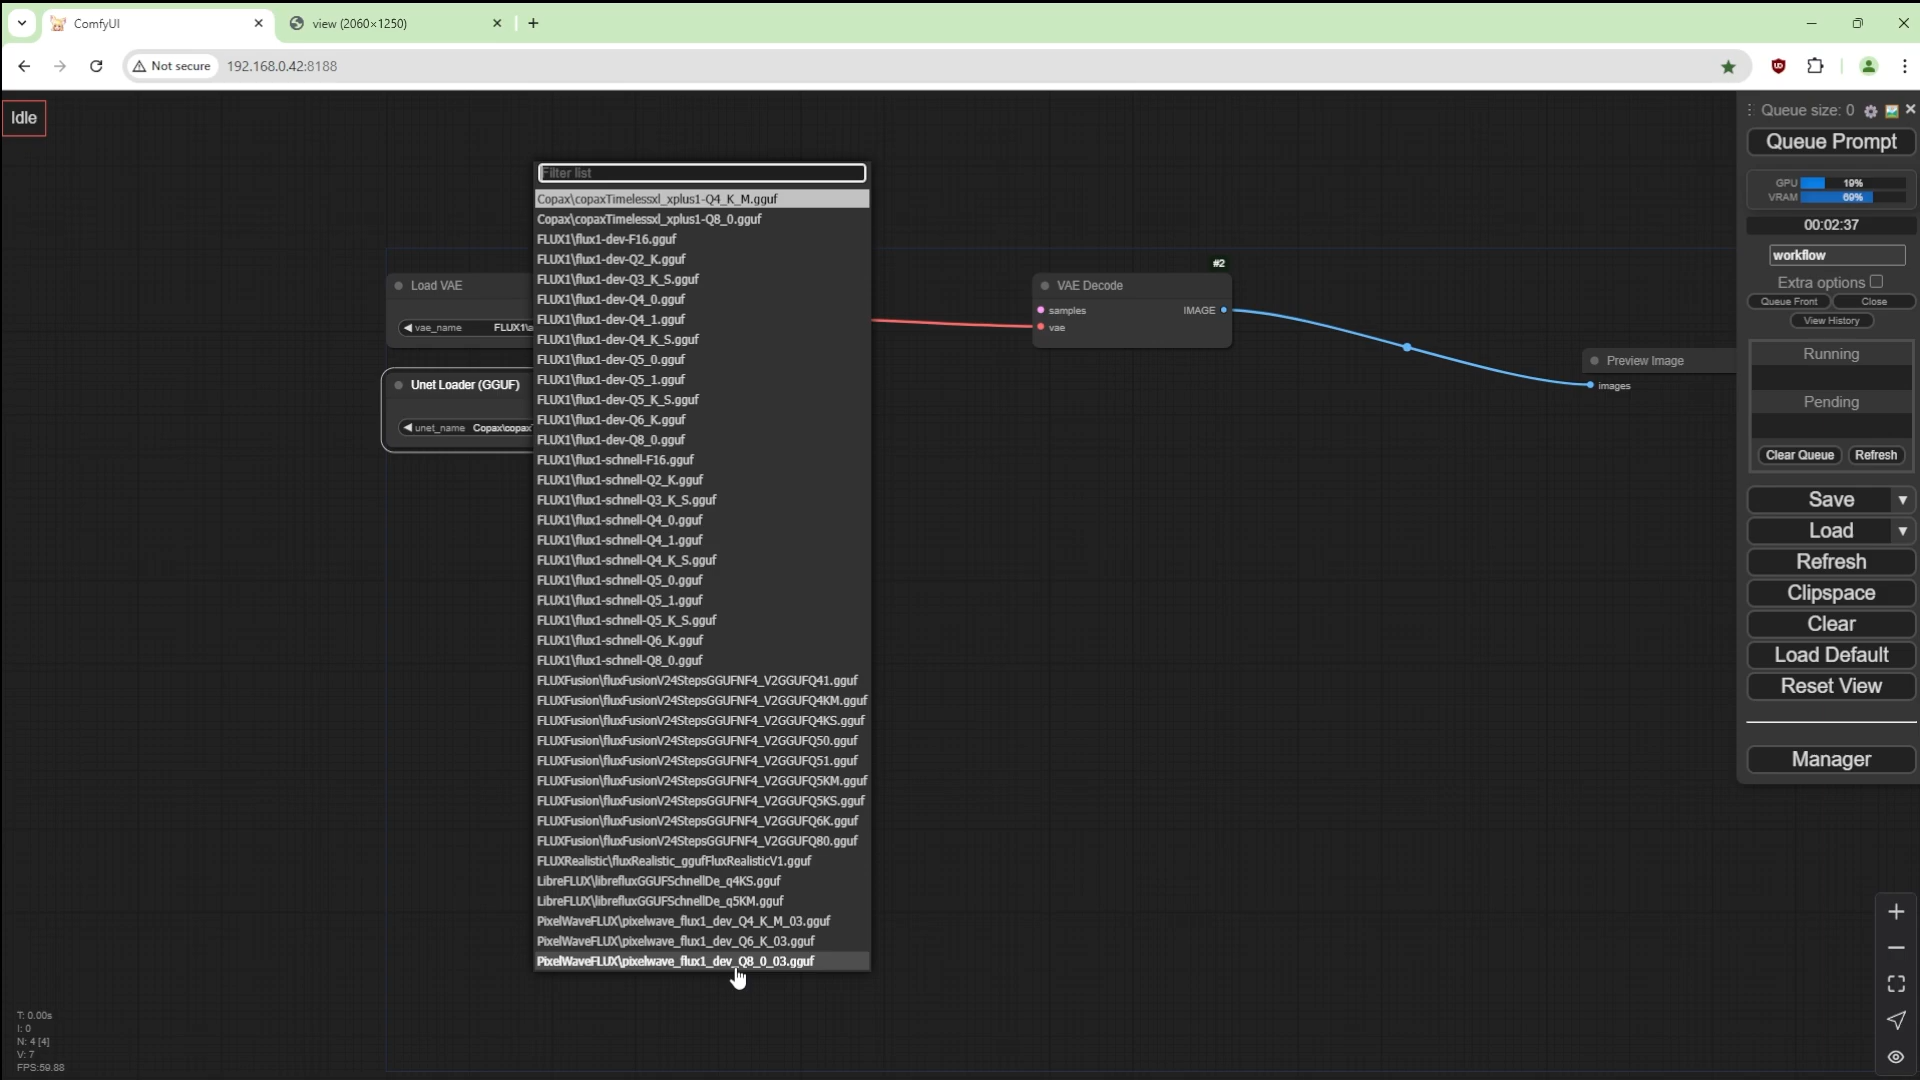 ComfyUI
view (2060×1250)
Not secure
192.168.0.42:8188
Idle
Queue size: 0
Queue Prompt
GPU 19%
VRAM 69%
00:02:37
workflow
Extra options
Queue Front
Close
View History
Running
Pending
Clear Queue
Refresh
Save
Load
Refresh
Clipspace
Clear
Load Default
Reset View
Manager
Filter list
Copax\copaxTimelessxl_xplus1-Q4_K_M.gguf
Copax\copaxTimelessxl_xplus1-Q8_0.gguf
FLUX1\flux1-dev-F16.gguf
FLUX1\flux1-dev-Q2_K.gguf
FLUX1\flux1-dev-Q3_K_S.gguf
FLUX1\flux1-dev-Q4_0.gguf
FLUX1\flux1-dev-Q4_1.gguf
FLUX1\flux1-dev-Q4_K_S.gguf
FLUX1\flux1-dev-Q5_0.gguf
FLUX1\flux1-dev-Q5_1.gguf
FLUX1\flux1-dev-Q5_K_S.gguf
FLUX1\flux1-dev-Q6_K.gguf
FLUX1\flux1-dev-Q8_0.gguf
FLUX1\flux1-schnell-F16.gguf
FLUX1\flux1-schnell-Q2_K.gguf
FLUX1\flux1-schnell-Q3_K_S.gguf
FLUX1\flux1-schnell-Q4_0.gguf
FLUX1\flux1-schnell-Q4_1.gguf
FLUX1\flux1-schnell-Q4_K_S.gguf
FLUX1\flux1-schnell-Q5_0.gguf
FLUX1\flux1-schnell-Q5_1.gguf
FLUX1\flux1-schnell-Q5_K_S.gguf
FLUX1\flux1-schnell-Q6_K.gguf
FLUX1\flux1-schnell-Q8_0.gguf
FLUXFusion\fluxFusionV24StepsGGUFNF4_V2GGUFQ41.gguf
FLUXFusion\fluxFusionV24StepsGGUFNF4_V2GGUFQ4KM.gguf
FLUXFusion\fluxFusionV24StepsGGUFNF4_V2GGUFQ4KS.gguf
FLUXFusion\fluxFusionV24StepsGGUFNF4_V2GGUFQ50.gguf
FLUXFusion\fluxFusionV24StepsGGUFNF4_V2GGUFQ51.gguf
FLUXFusion\fluxFusionV24StepsGGUFNF4_V2GGUFQ5KM.gguf
FLUXFusion\fluxFusionV24StepsGGUFNF4_V2GGUFQ5KS.gguf
FLUXFusion\fluxFusionV24StepsGGUFNF4_V2GGUFQ6K.gguf
FLUXFusion\fluxFusionV24StepsGGUFNF4_V2GGUFQ80.gguf
FLUXRealistic\fluxRealistic_ggufFluxRealisticV1.gguf
LibreFLUX\librefluxGGUFSchnellDe_q4KS.gguf
LibreFLUX\librefluxGGUFSchnellDe_q5KM.gguf
PixelWaveFLUX\pixelwave_flux1_dev_Q4_K_M_03.gguf
PixelWaveFLUX\pixelwave_flux1_dev_Q6_K_03.gguf
PixelWaveFLUX\pixelwave_flux1_dev_Q8_0_03.gguf
Load VAE
vae_name FLUX1\a
Unet Loader (GGUF)
unet_name Copax\copax
#2
VAE Decode
samples IMAGE
vae
Preview Image
images
T: 0.00s
I: 0
N: 4 [4]
V: 7
FPS:59.88